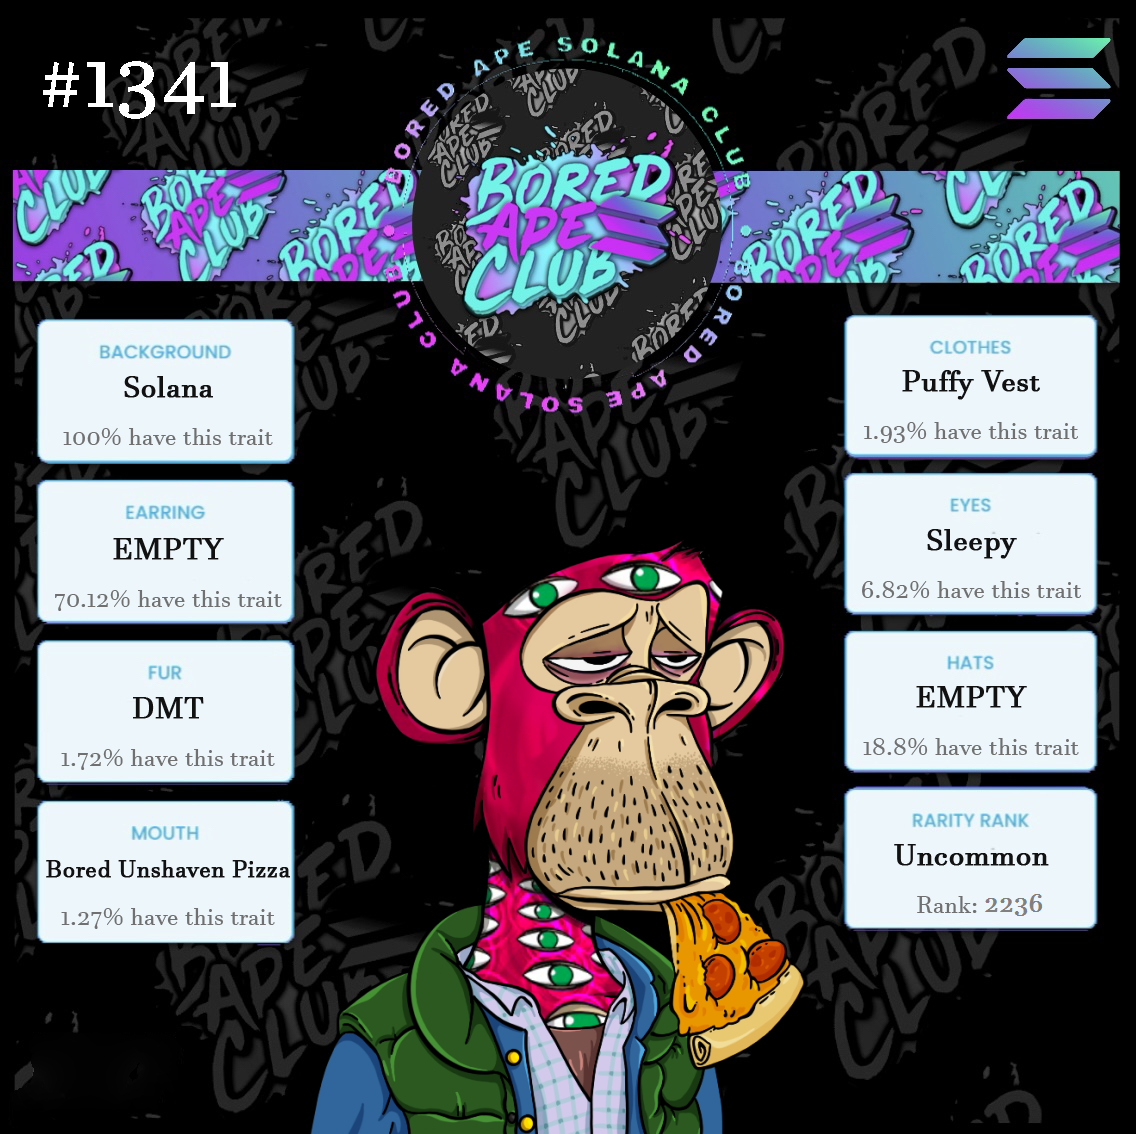 #1341
BORED APE SOLANA CLUB
BORED
APE
CLUB
BORED APE SOLANA CLUB
BACKGROUND
Solana
100% have this trait
EARRING
EMPTY
70.12% have this trait
FUR
DMT
1.72% have this trait
MOUTH
Bored Unshaven Pizza
1.27% have this trait
CLOTHES
Puffy Vest
1.93% have this trait
EYES
Sleepy
6.82% have this trait
HATS
EMPTY
18.8% have this trait
RARITY RANK
Uncommon
Rank: 2236